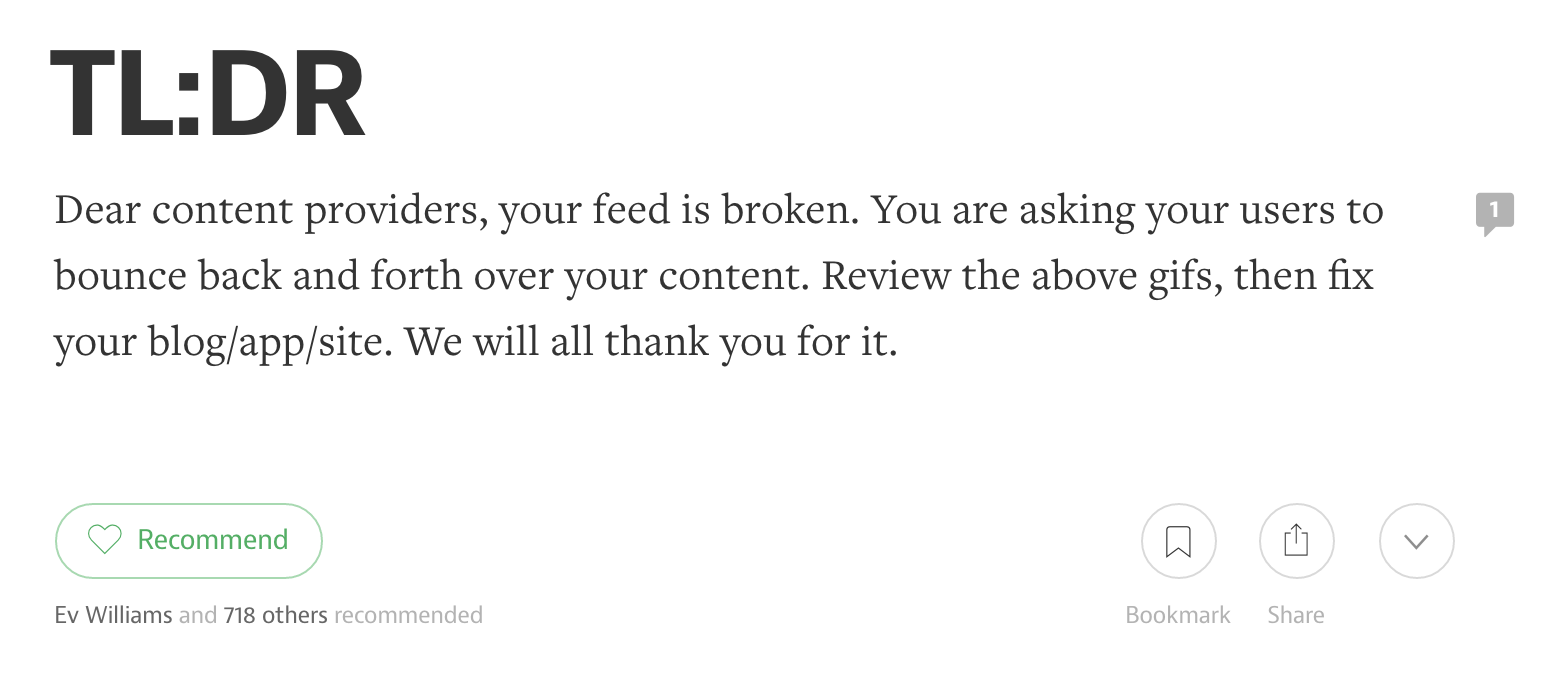 TL:DR
Dear content providers, your feed is broken. You are asking your users to
1
bounce back and forth over your content. Review the above gifs, then fix
your blog/app/site. We will all thank you for it.
Recommend
Ev Williams and 718 others recommended
Bookmark
Share